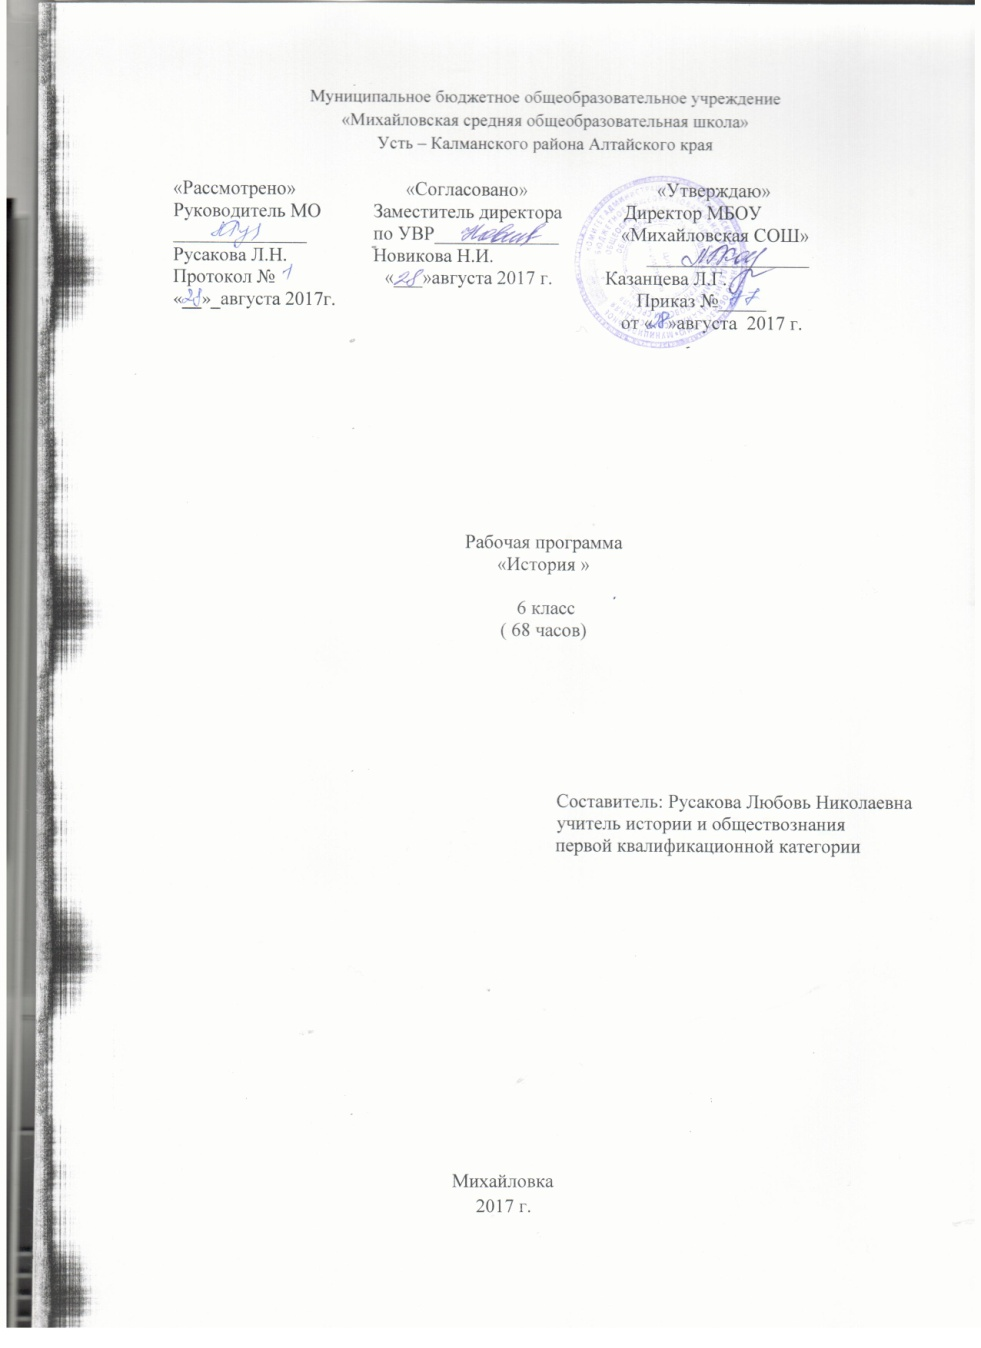 Муниципальное бюджетное общеобразовательное учреждение
«Михайловская средняя общеобразовательная школа»
Усть – Калманского района Алтайского края
«Рассмотрено»
Руководитель МО
Русакова Л.Н.
Протокол № 1
«28» августа 2017г.
«Согласовано»
Заместитель директора
по УВР
Новикова Н.И.
«28»августа 2017 г.
«Утверждаю»
Директор МБОУ
«Михайловская СОШ»
Казанцева Л.Г.
Приказ № 77
от «28»августа 2017 г.
Рабочая программа
«История »
6 класс
( 68 часов)
Составитель: Русакова Любовь Николаевна
учитель истории и обществознания
первой квалификационной категории
Михайловка
2017 г.